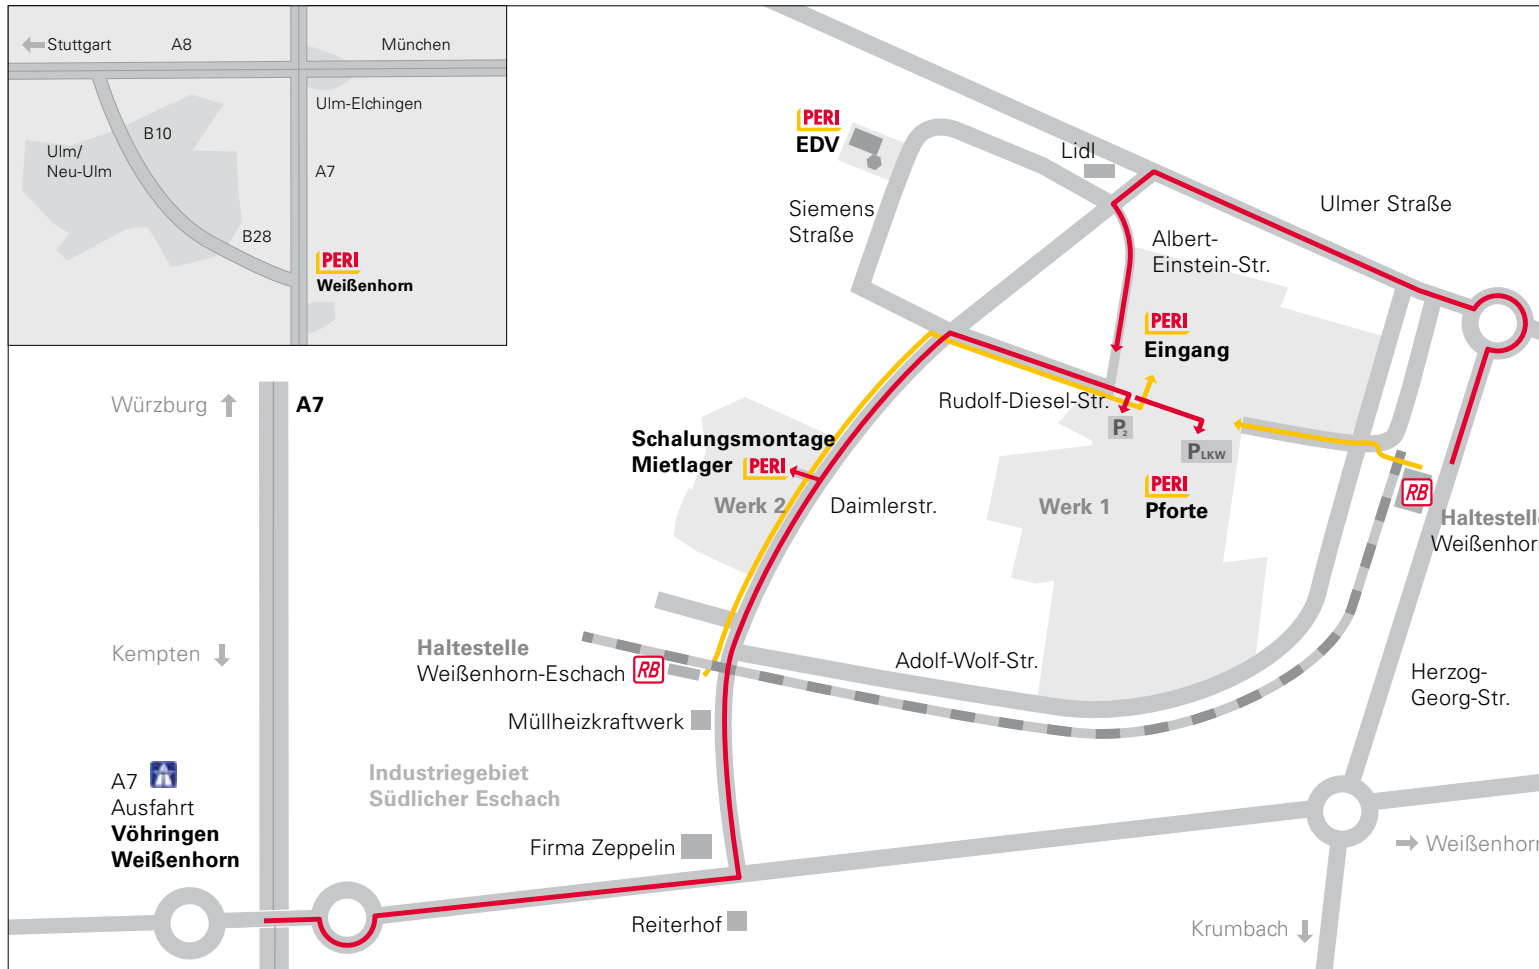 Stuttgart
A8
München
Ulm-Elchingen
B10
Ulm/
Neu-Ulm
A7
B28
PERI
Weißenhorn
PERI
EDV
Lidl
Siemens
Straße
Ulmer Straße
Albert-
Einstein-Str.
PERI
Eingang
Würzburg
A7
Rudolf-Diesel-Str.
P2
PLKW
Schalungsmontage
Mietlager PERI
Werk 2
Daimlerstr.
Werk 1
PERI
Pforte
RB
Haltestelle
Weißenhorn
Kempten
Haltestelle
Weißenhorn-Eschach RB
Adolf-Wolf-Str.
Herzog-
Georg-Str.
Müllheizkraftwerk
Industriegebiet
Südlicher Eschach
A7
Ausfahrt
Vöhringen
Weißenhorn
Firma Zeppelin
Weißenhorn
Reiterhof
Krumbach